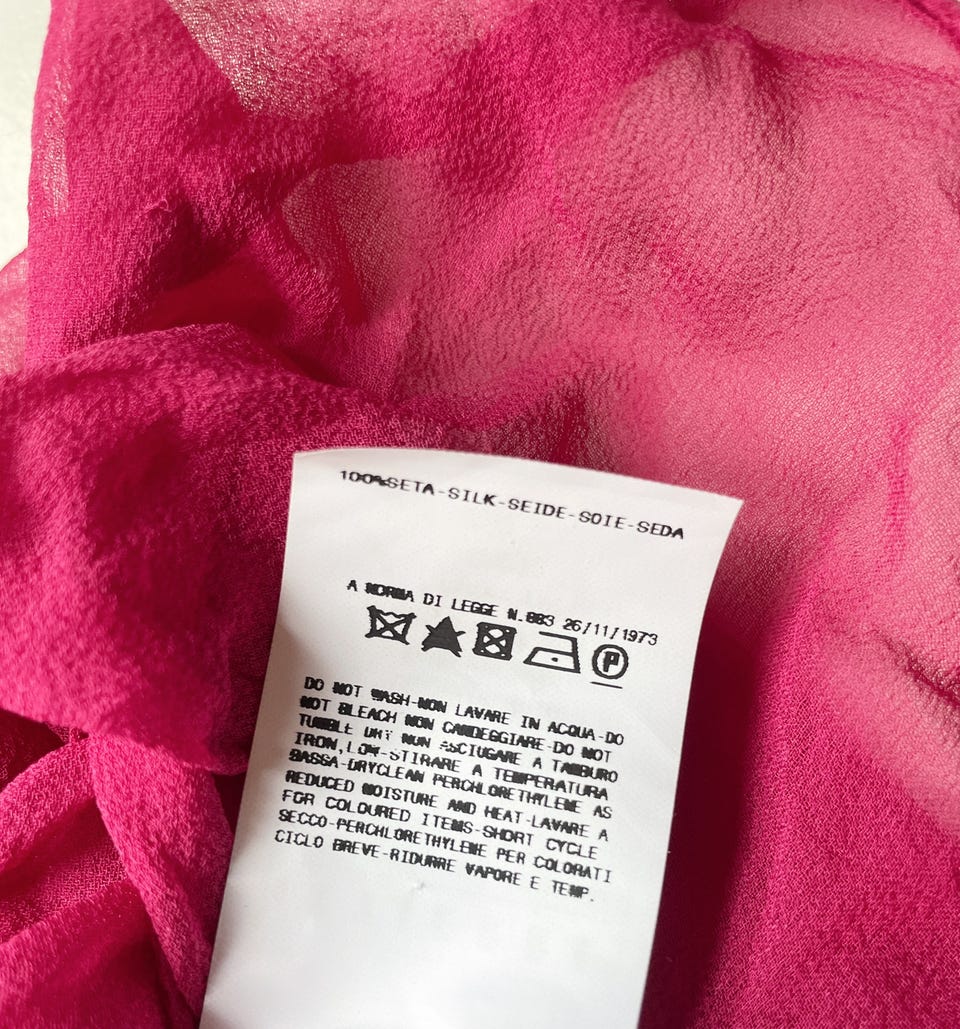 100%SETA-SILK-SEIDE-SOIE-SEDA
A NORMA DI LEGGE N.883 26/11/1973
P
DO NOT WASH-NON LAVARE IN ACQUA-DO
NOT BLEACH NON CANDEGGIARE-DO NOT
TUMBLE DRY NON ASCIUGARE A TAMBURO
IRON,LOW-STIRARE A TEMPERATURA
BASSA-DRYCLEAN PERCHLORETHYLENE AS
REDUCED MOISTURE AND HEAT-LAVARE A
FOR COLOURED ITEMS-SHORT CYCLE
SECCO-PERCHLORETHYLENE PER COLORATI
CICLO BREVE-RIDURRE VAPORE E TEMP.